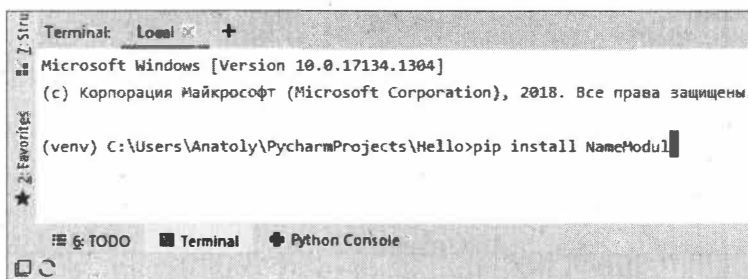 Terminal: Local × +
Microsoft Windows [Version 10.0.17134.1304]
(c) Корпорация Майкрософт (Microsoft Corporation), 2018. Все права защищены
(venv) C:\Users\Anatoly\PycharmProjects\Hello>pip install NameModul
Z: Stru
2: Favorites
6: TODO Terminal Python Console